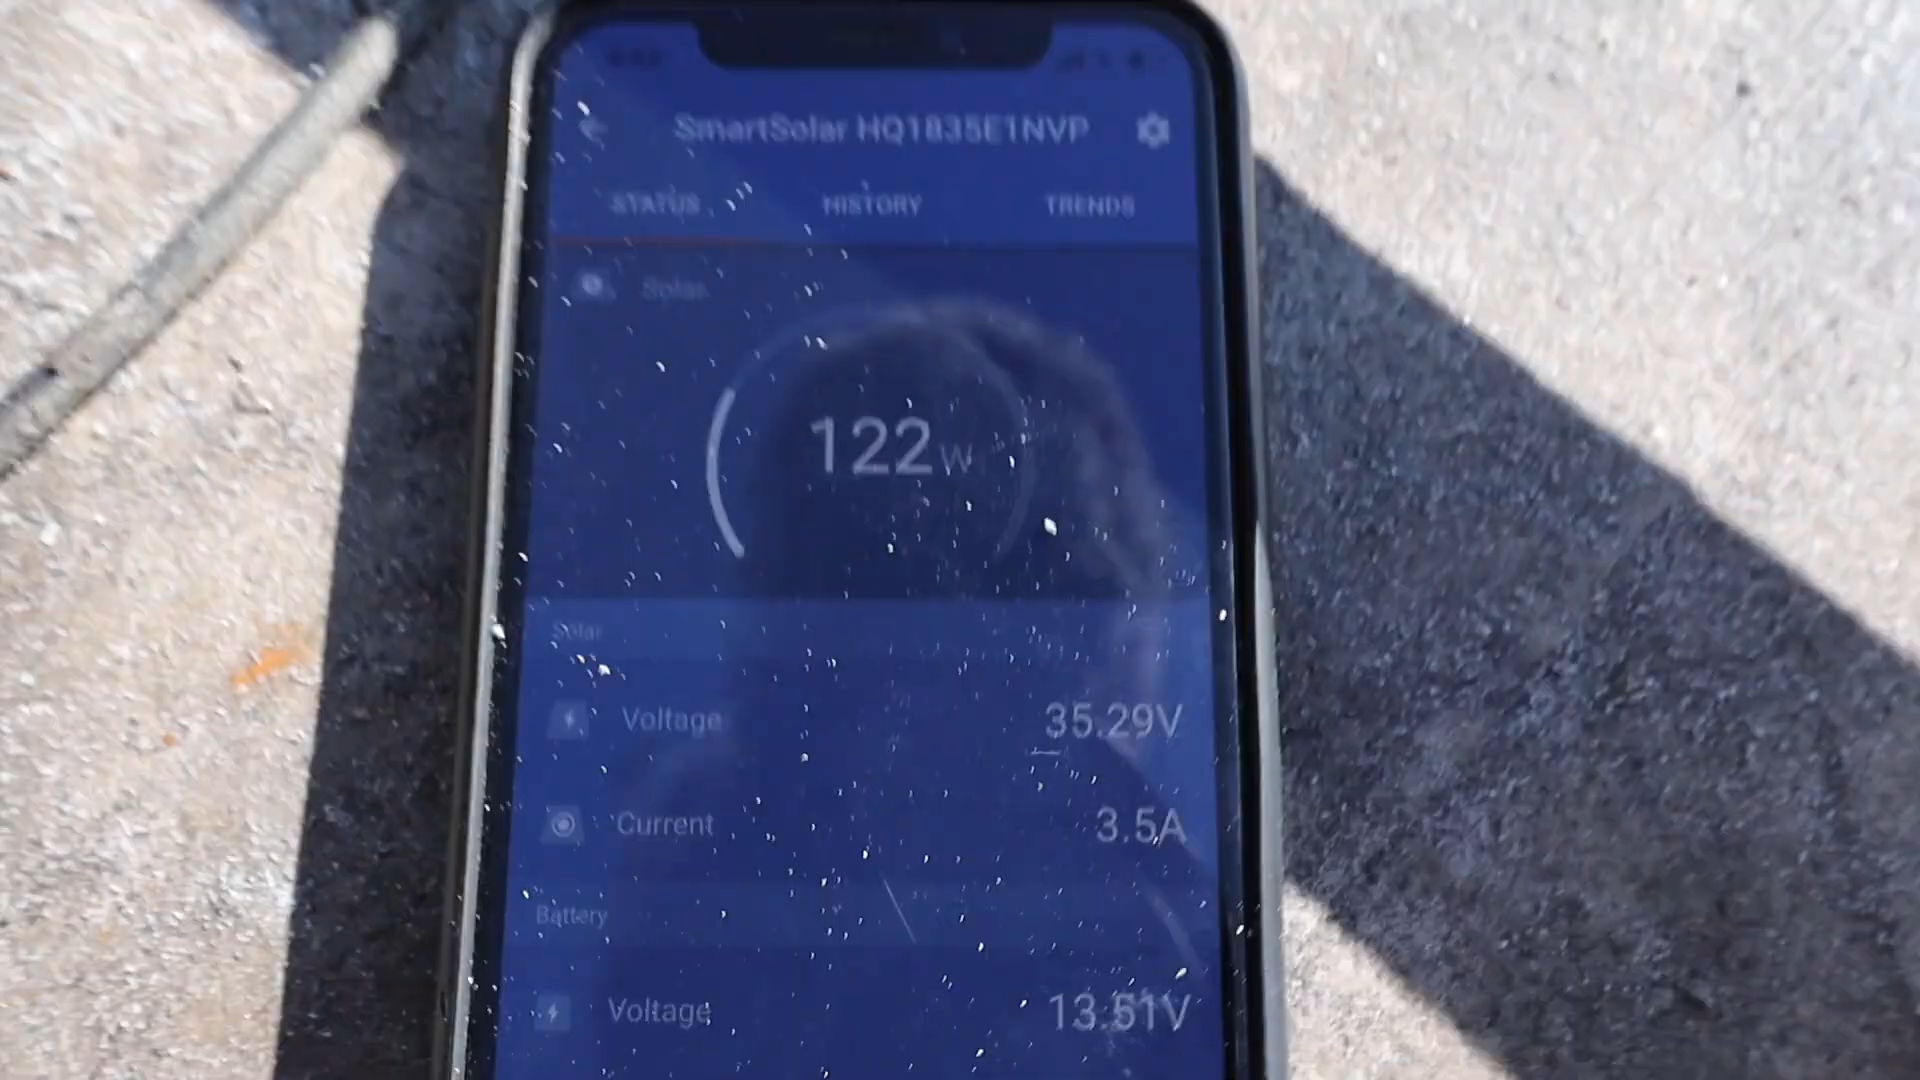 SmartSolar HQ1835E1NVP
STATUS HISTORY TRENDS
Solar
122W
Solar
Voltage 35.29V
Current 3.5A
Battery
Voltage 13.51V